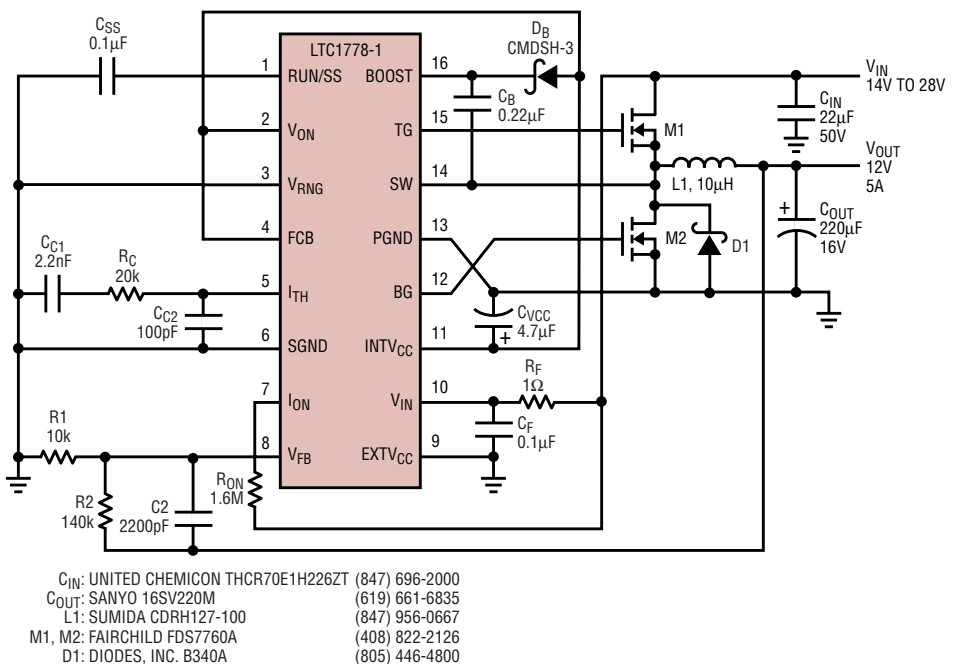 C_SS
0.1µF
LTC1778-1
D_B
CMDSH-3
1
RUN/SS
BOOST
16
C_B
0.22µF
V_IN
14V TO 28V
C_IN
22µF
50V
2
V_ON
TG
15
M1
V_OUT
12V
5A
3
V_RNG
SW
14
L1, 10µH
C_OUT
+
220µF
16V
4
FCB
PGND
13
M2
D1
C_C1
2.2nF
R_C
20k
5
I_TH
BG
12
C_C2
100pF
C_VCC
4.7µF
+
6
SGND
INTV_CC
11
R_F
1Ω
7
I_ON
V_IN
10
C_F
0.1µF
R1
10k
8
V_FB
EXTV_CC
9
R_ON
1.6M
R2
140k
C2
2200pF
C_IN: UNITED CHEMICON THCR70E1H226ZT (847) 696-2000
C_OUT: SANYO 16SV220M (619) 661-6835
L1: SUMIDA CDRH127-100 (847) 956-0667
M1, M2: FAIRCHILD FDS7760A (408) 822-2126
D1: DIODES, INC. B340A (805) 446-4800